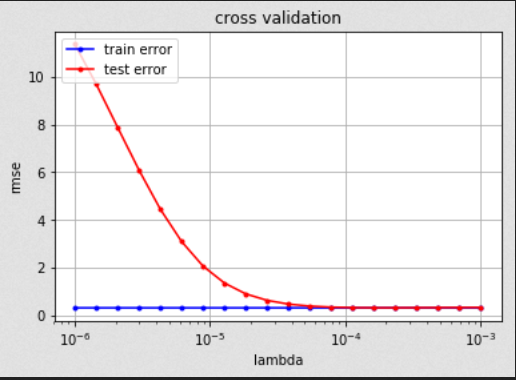 cross validation
train error
test error
10
8
6
4
2
0
rmse
10⁻⁶
10⁻⁵
10⁻⁴
10⁻³
lambda